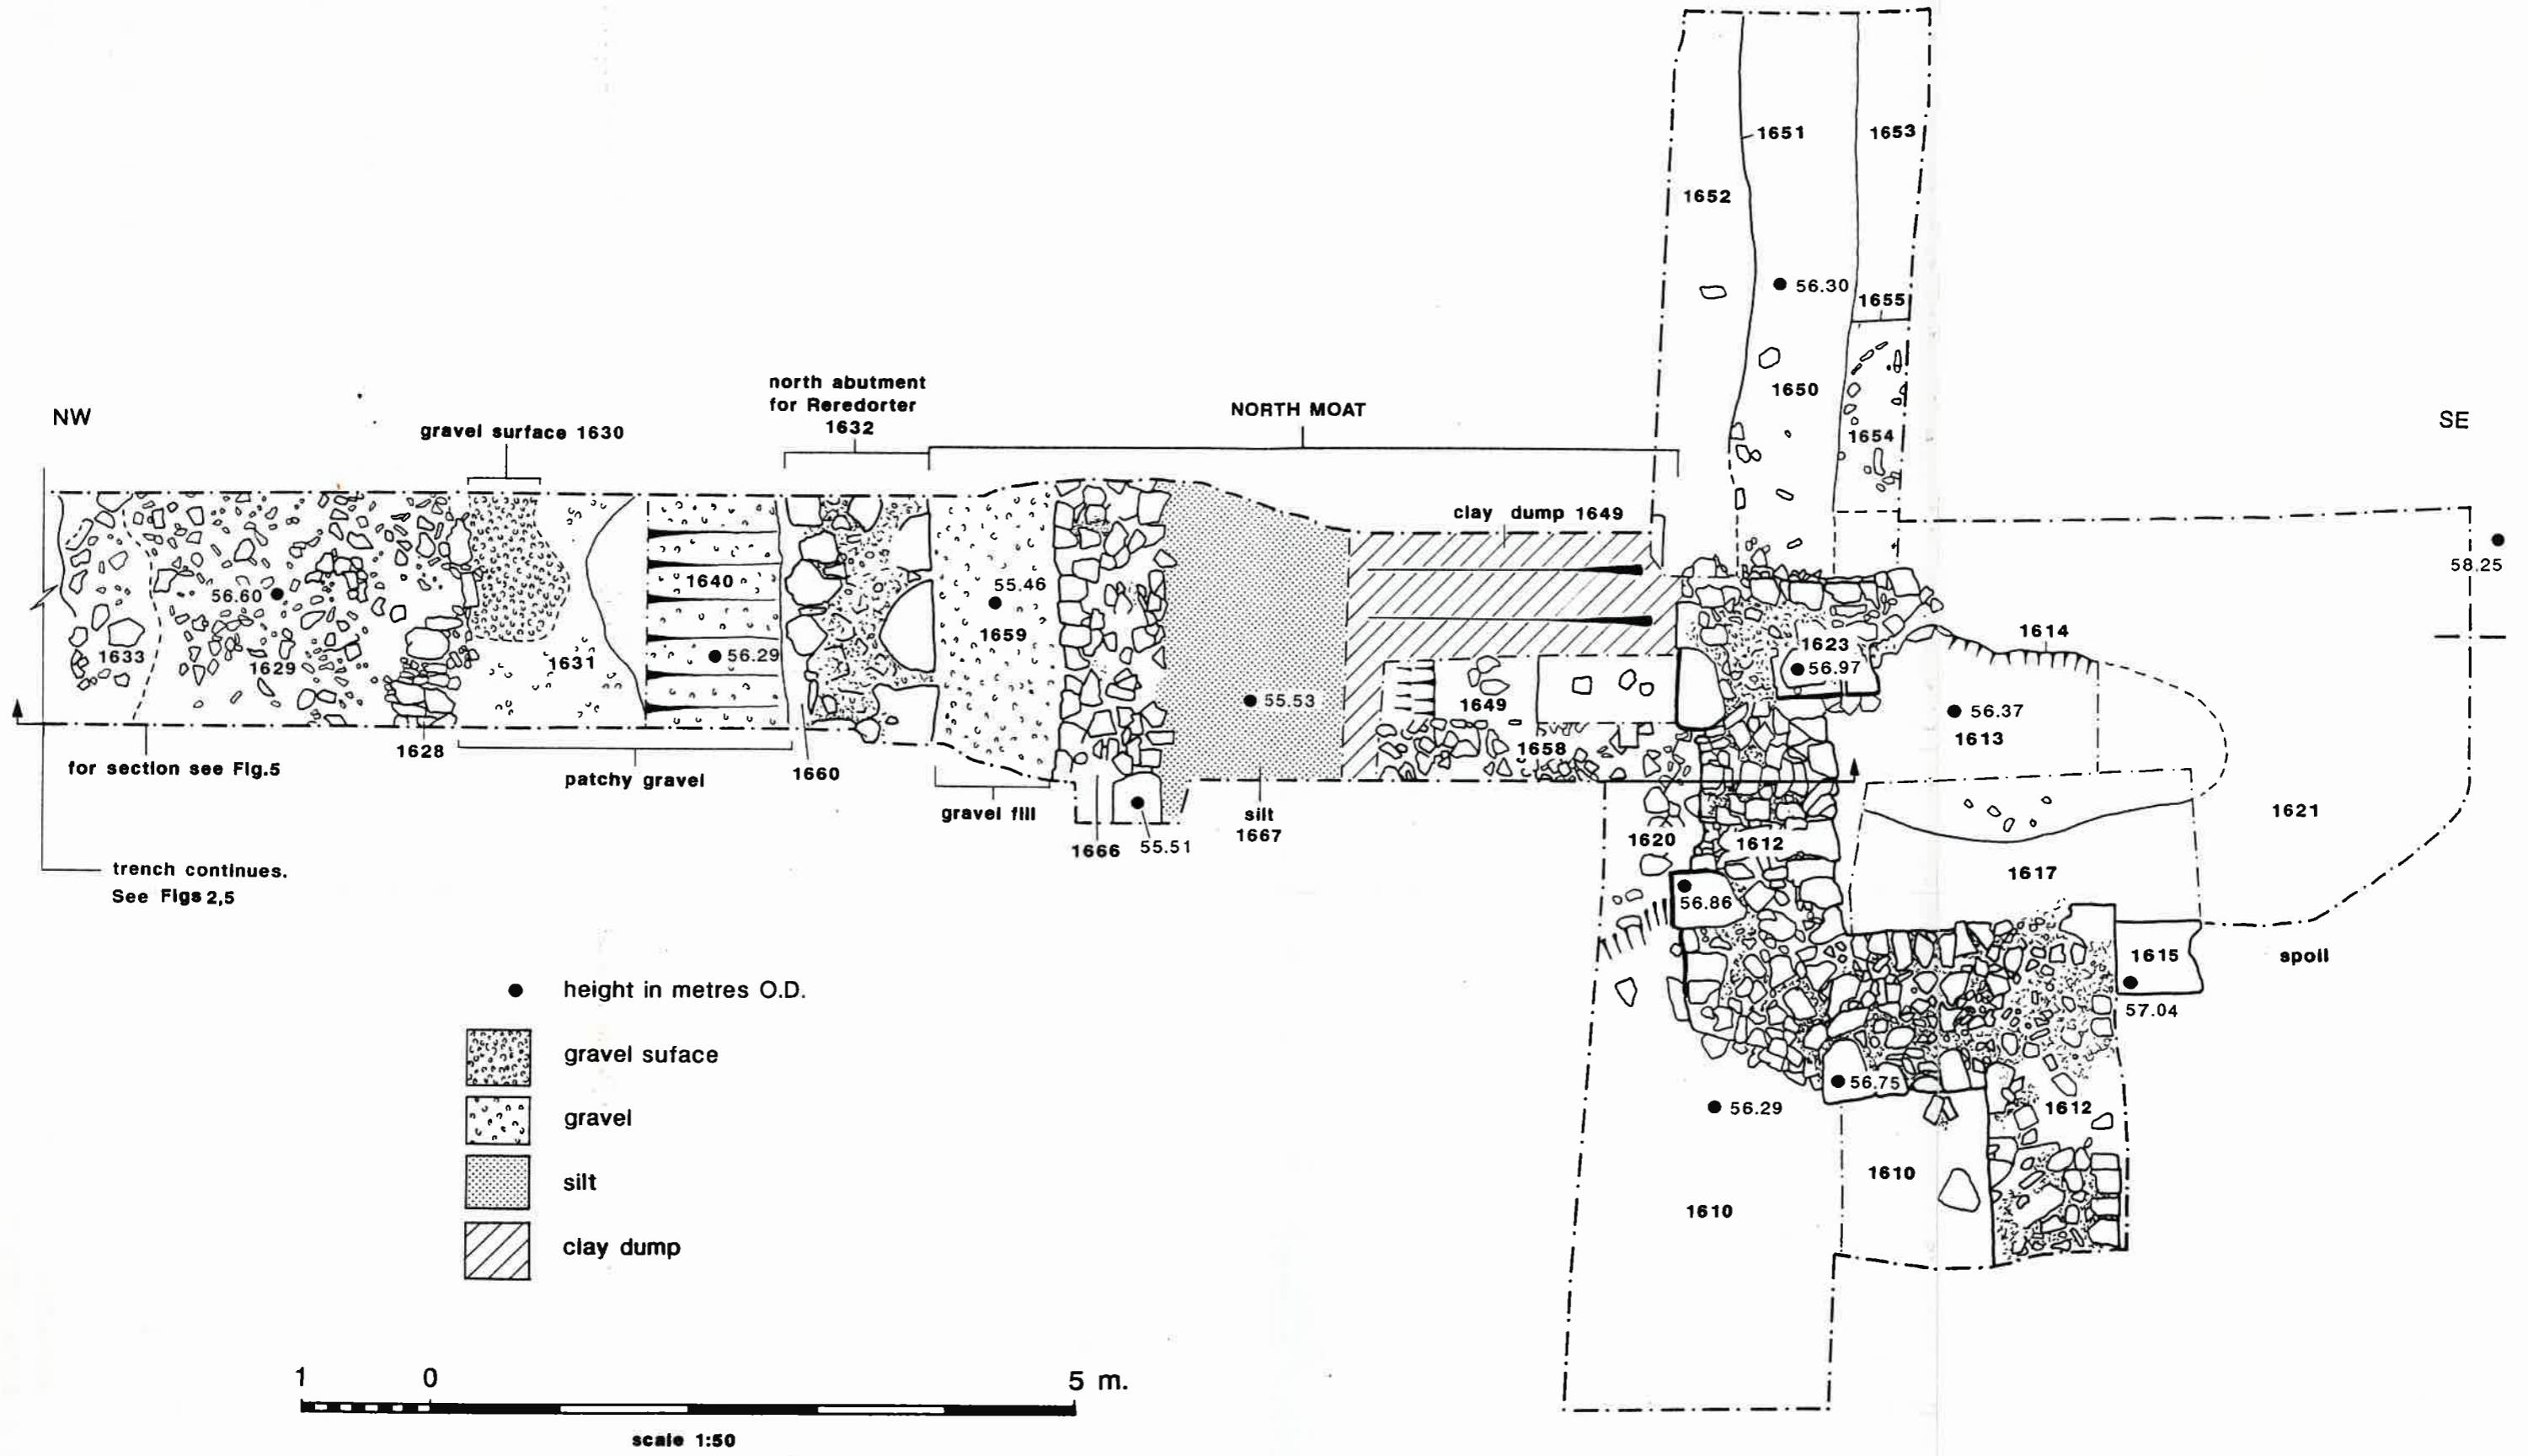 1651
1653
1652
56.30
1655
1650
1654
north abutment
for Reredorter
1632
NORTH MOAT
NW
gravel surface 1630
SE
clay dump 1649
58.25
56.60
1640
55.46
1659
1623
56.97
1614
1633
1629
1631
56.29
55.53
1649
56.37
1613
1658
1628
for section see Fig.5
patchy gravel
1660
gravel fill
silt
1667
1666
55.51
1620
1612
1621
1617
trench continues.
See Figs 2,5
56.86
1615
spoil
57.04
height in metres O.D.
gravel suface
gravel
silt
clay dump
56.75
56.29
1612
1610
1610
1 0 5 m.
scale 1:50